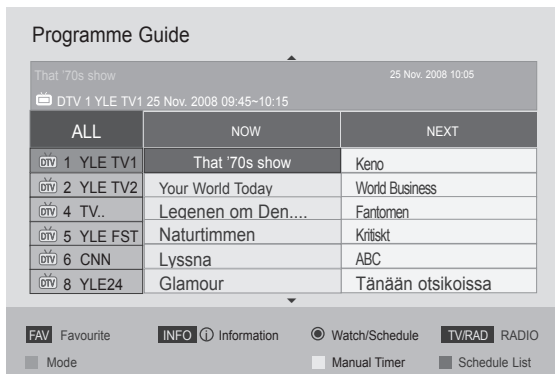 Programme Guide
That '70s show 25 Nov. 2008 10:05
DTV 1 YLE TV1 25 Nov. 2008 09:45~10:15
ALL NOW NEXT
DTV 1 YLE TV1 That '70s show Keno
DTV 2 YLE TV2 Your World Today World Business
DTV 4 TV.. Legenen om Den.... Fantomen
DTV 5 YLE FST Naturtimmen Kritiskt
DTV 6 CNN Lyssna ABC
DTV 8 YLE24 Glamour Tänään otsikoissa
FAV Favourite INFO i Information Watch/Schedule TV/RAD RADIO
Mode Manual Timer Schedule List